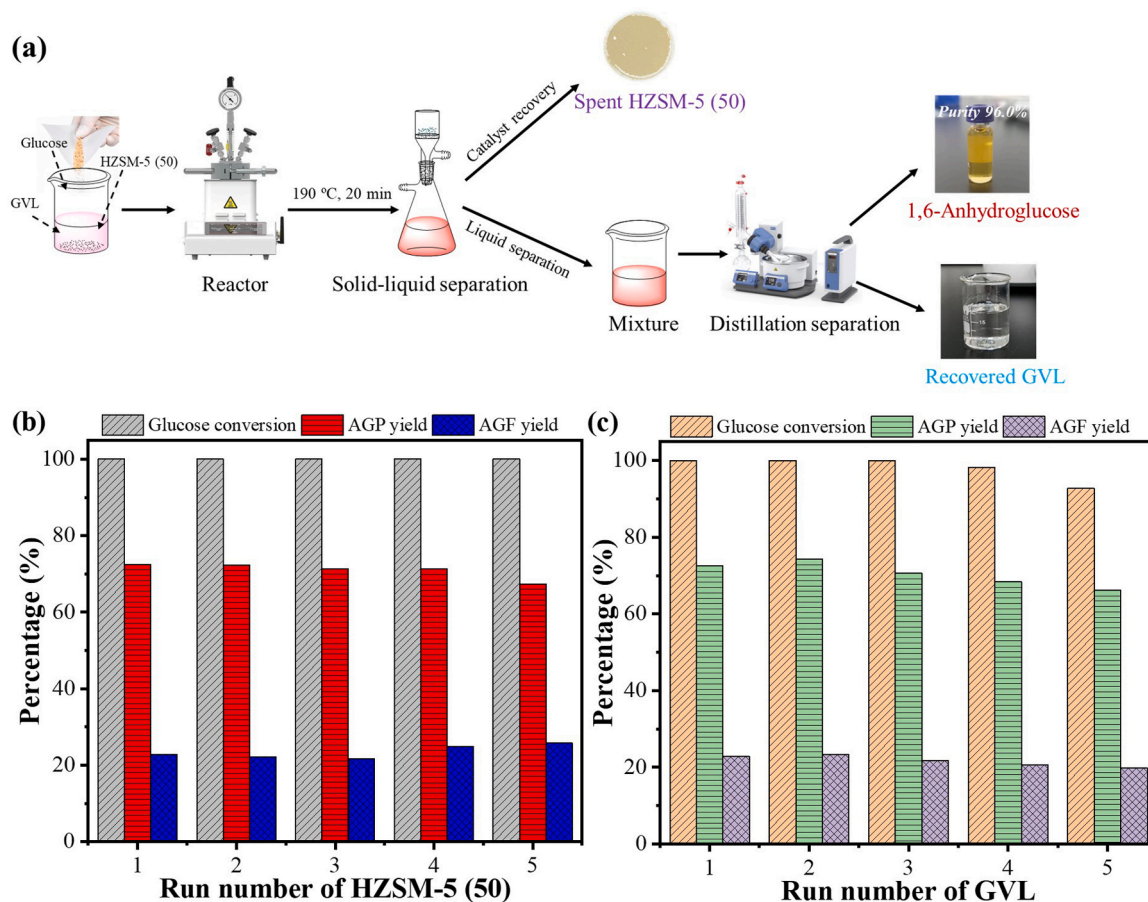 (a)
Glucose
HZSM-5 (50)
GVL
Reactor
190 ℃, 20 min
Solid-liquid separation
Catalyst recovery
Spent HZSM-5 (50)
Liquid separation
Mixture
Distillation separation
Purity 96.0%
1,6-Anhydroglucose
15
Recovered GVL
(b)
Glucose conversion AGP yield AGF yield
100
80
60
40
20
0
Percentage (%)
1 2 3 4 5
Run number of HZSM-5 (50)
(c)
Glucose conversion AGP yield AGF yield
100
80
60
40
20
0
Percentage (%)
1 2 3 4 5
Run number of GVL